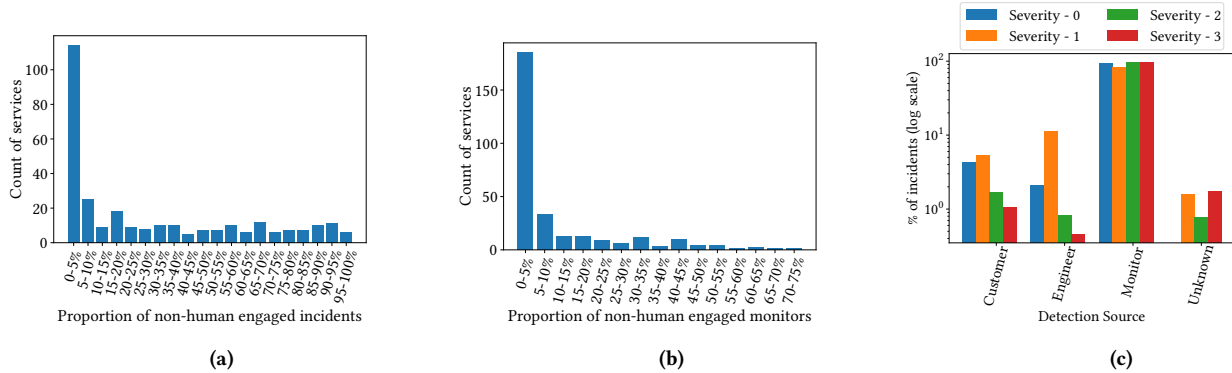 Count of services
100
80
60
40
20
0
0-5%
5-10%
10-15%
15-20%
20-25%
25-30%
30-35%
35-40%
40-45%
45-50%
50-55%
55-60%
60-65%
65-70%
70-75%
75-80%
80-85%
85-90%
90-95%
95-100%
Proportion of non-human engaged incidents
(a)
Count of services
150
100
50
0
0-5%
5-10%
10-15%
15-20%
20-25%
25-30%
30-35%
35-40%
40-45%
45-50%
50-55%
55-60%
60-65%
65-70%
70-75%
Proportion of non-human engaged monitors
(b)
Severity - 0
Severity - 1
Severity - 2
Severity - 3
% of incidents (log scale)
10²
10¹
10⁰
Customer
Engineer
Monitor
Unknown
Detection Source
(c)